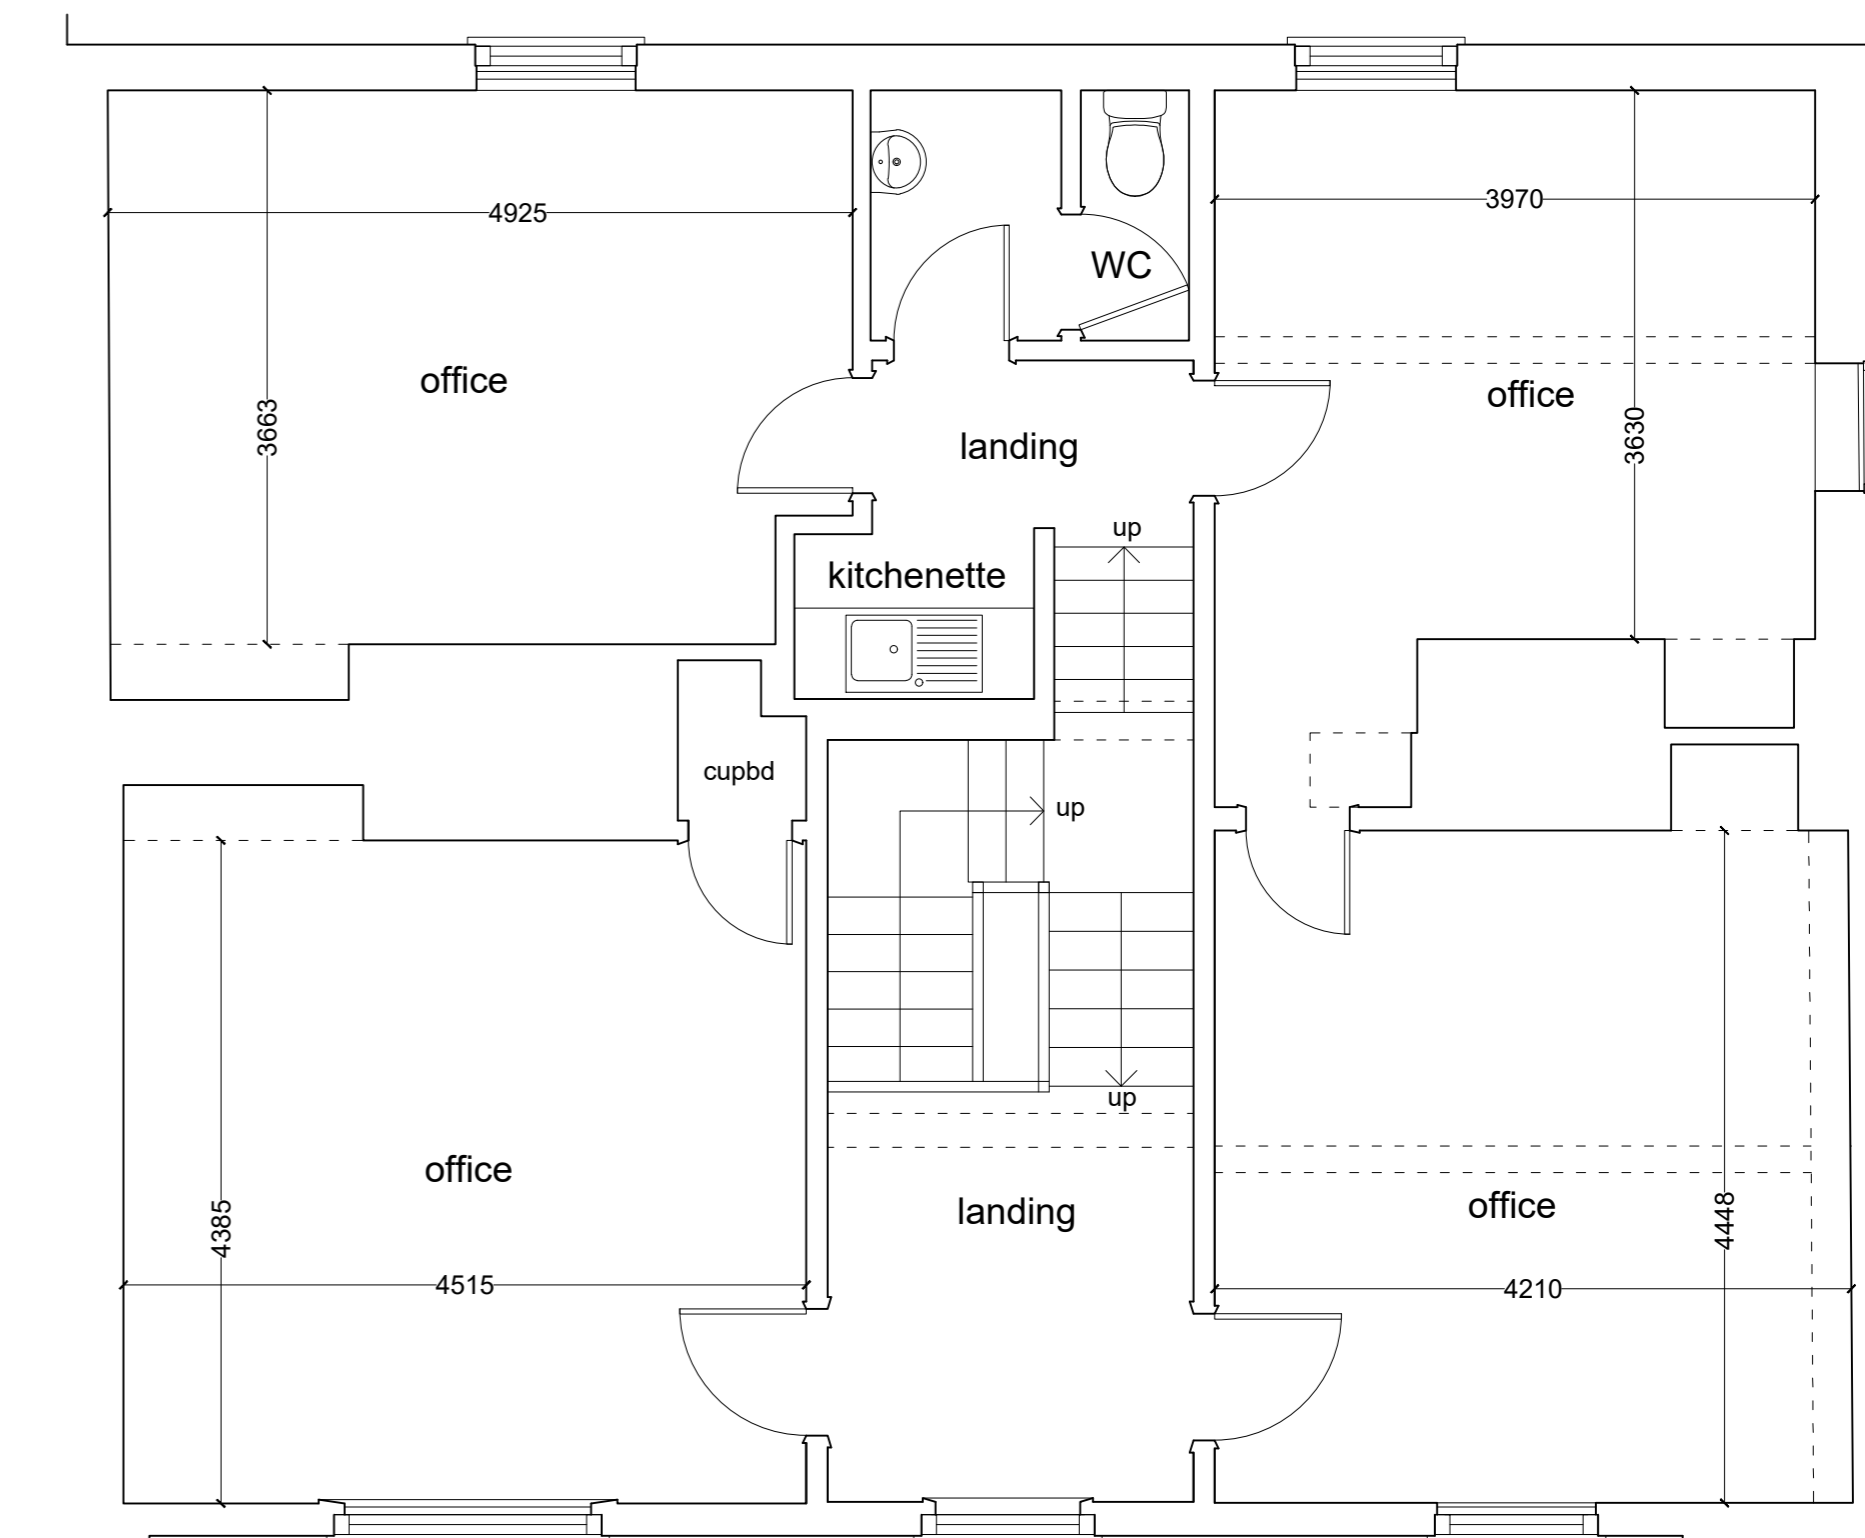 4925
3970
WC
office
office
3663
3630
landing
up
kitchenette
cupbd
up
up
office
office
landing
4385
4448
4515
4210